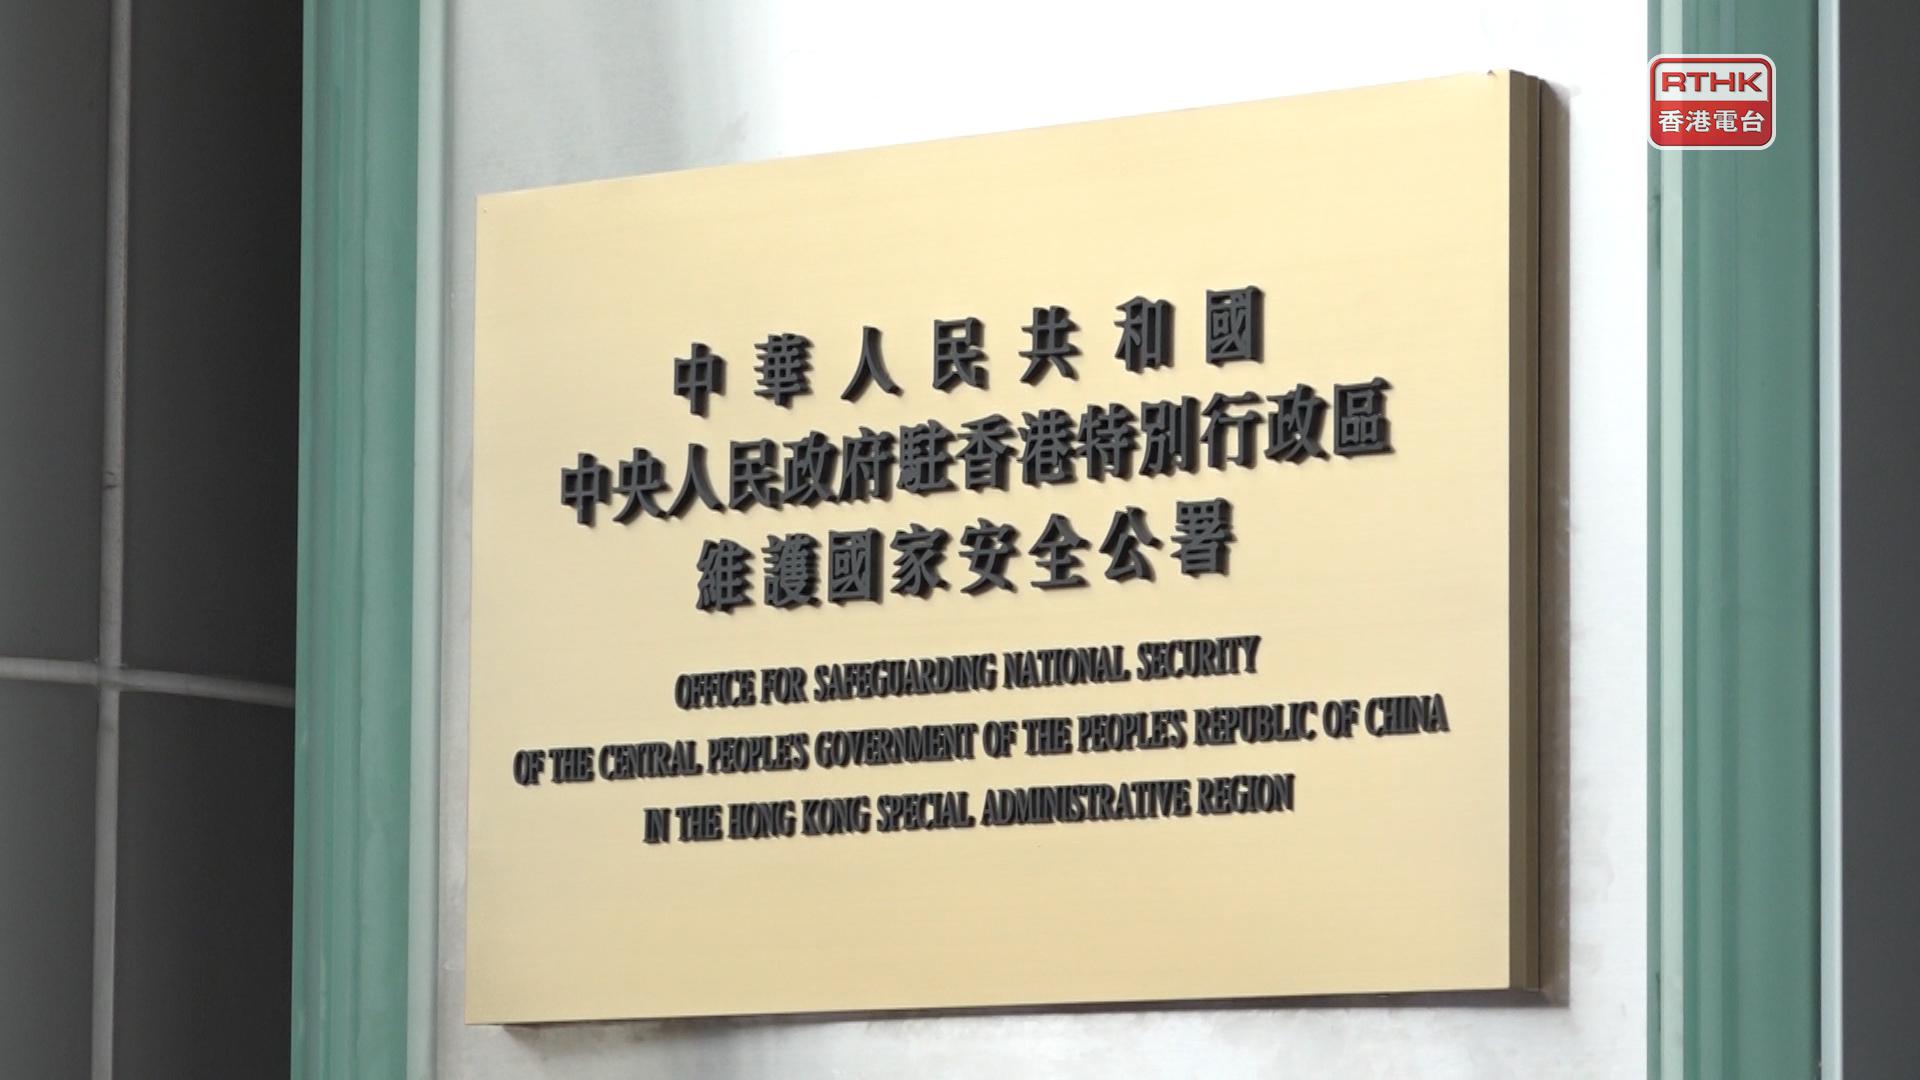 RTHK
香港電台
中華人民共和國
中央人民政府駐香港特別行政區
維護國家安全公署
OFFICE FOR SAFEGUARDING NATIONAL SECURITY
OF THE CENTRAL PEOPLE'S GOVERNMENT OF THE PEOPLE'S REPUBLIC OF CHINA
IN THE HONG KONG SPECIAL ADMINISTRATIVE REGION